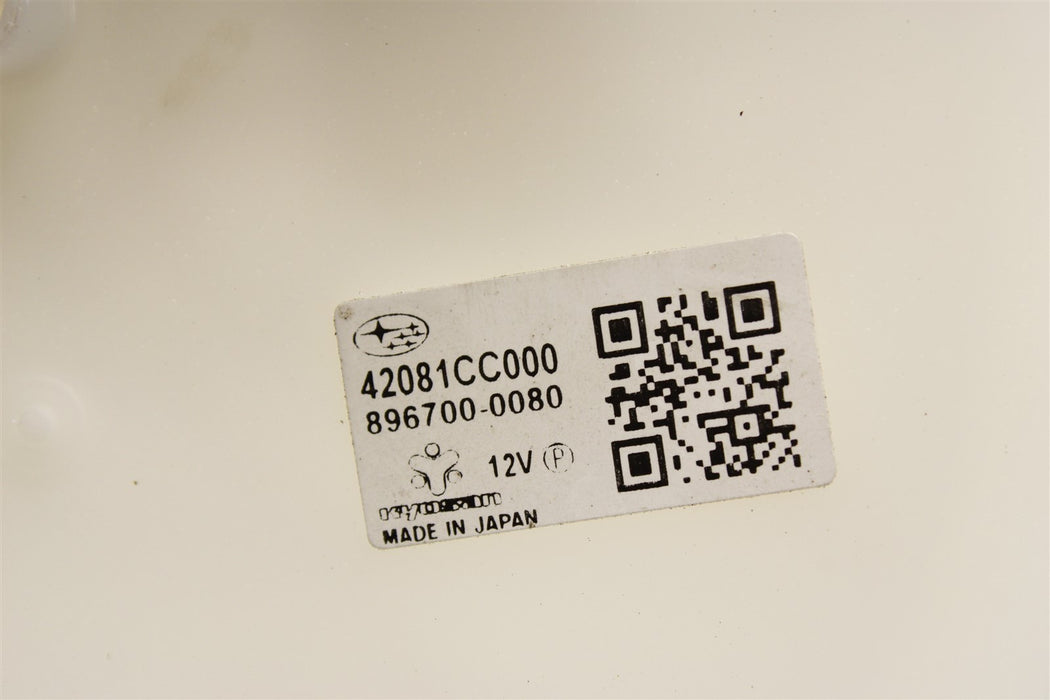 42081CC000
896700-0080
12V P
MADE IN JAPAN